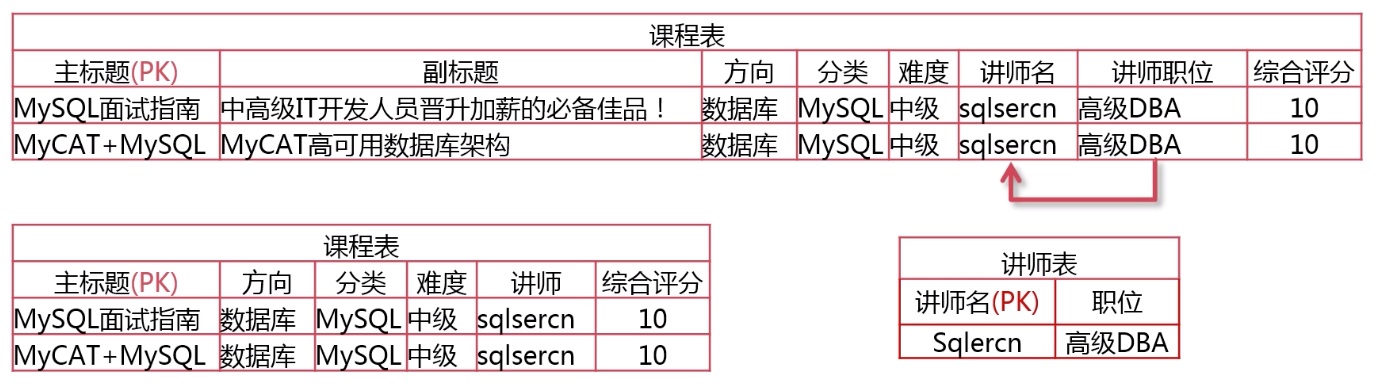 课程表
主标题(PK) 副标题 方向 分类 难度 讲师名 讲师职位 综合评分
MySQL面试指南 中高级IT开发人员晋升加薪的必备佳品！ 数据库 MySQL 中级 sqlsercn 高级DBA 10
MyCAT+MySQL MyCAT高可用数据库架构 数据库 MySQL 中级 sqlsercn 高级DBA 10
课程表
主标题(PK) 方向 分类 难度 讲师 综合评分
MySQL面试指南 数据库 MySQL 中级 sqlsercn 10
MyCAT+MySQL 数据库 MySQL 中级 sqlsercn 10
讲师表
讲师名(PK) 职位
Sqlercn 高级DBA